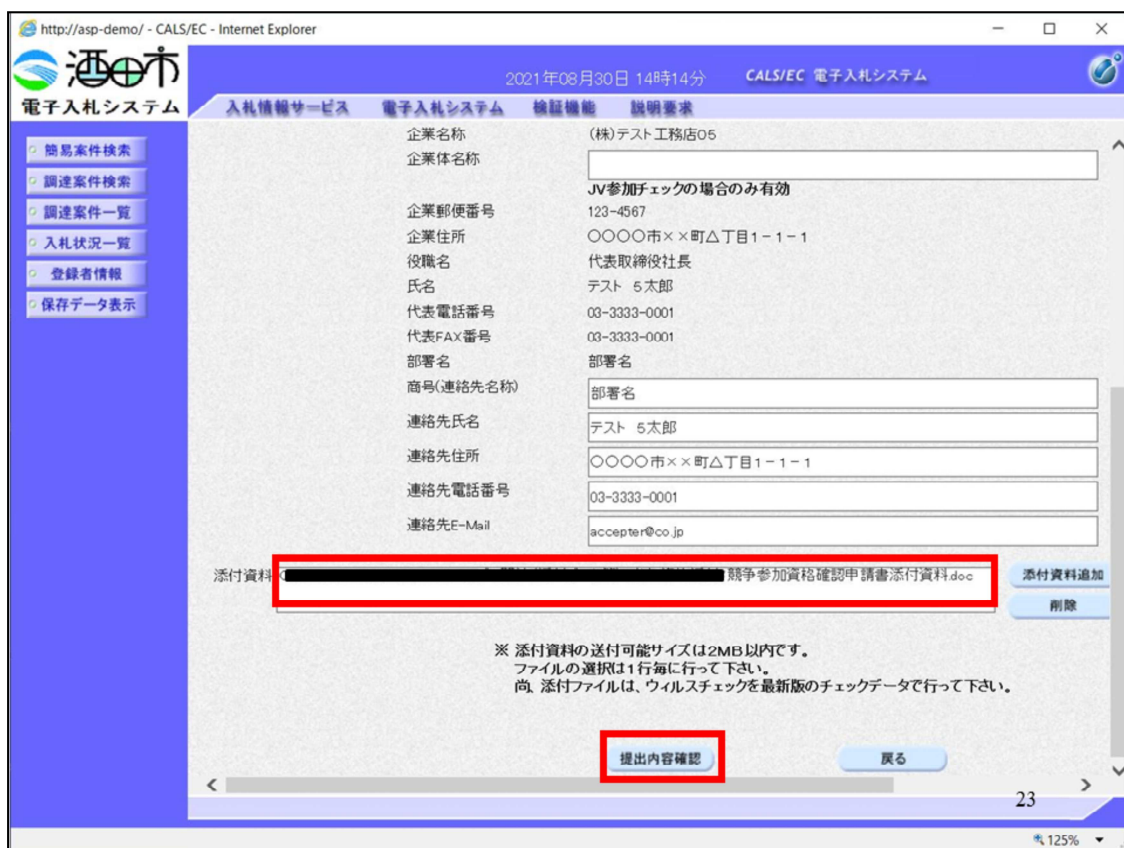 http://asp-demo/ - CALS/EC - Internet Explorer
酒田市
電子入札システム
2021年08月30日 14時14分
CALS/EC 電子入札システム
入札情報サービス
電子入札システム
検証機能
説明要求
簡易案件検索
調達案件検索
調達案件一覧
入札状況一覧
登録者情報
保存データ表示
企業名称 (株)テスト工務店05
企業体名称
JV参加チェックの場合のみ有効
企業郵便番号 123-4567
企業住所 〇〇〇〇市××町△丁目1-1-1
役職名 代表取締役社長
氏名 テスト 5太郎
代表電話番号 03-3333-0001
代表FAX番号 03-3333-0001
部署名 部署名
商号(連絡先名称) 部署名
連絡先氏名 テスト 5太郎
連絡先住所 〇〇〇〇市××町△丁目1-1-1
連絡先電話番号 03-3333-0001
連絡先E-Mail accepter@co.jp
添付資料 競争参加資格確認申請書添付資料.doc 添付資料追加
削除
※ 添付資料の送付可能サイズは2MB以内です。
ファイルの選択は1行毎に行って下さい。
尚、添付ファイルは、ウィルスチェックを最新版のチェックデータで行って下さい。
提出内容確認 戻る
23
125%